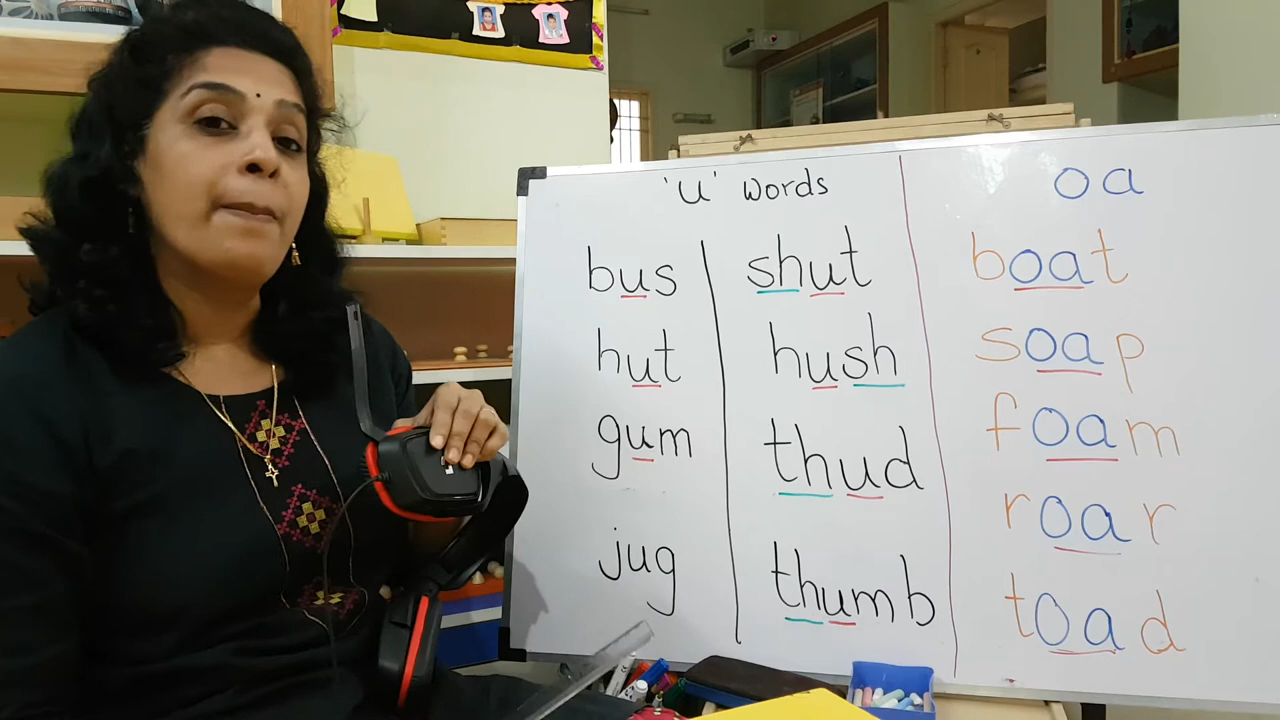 'u' words
bus
hut
gum
jug
shut
hush
thud
thumb
oa
boat
soap
foam
roar
toad